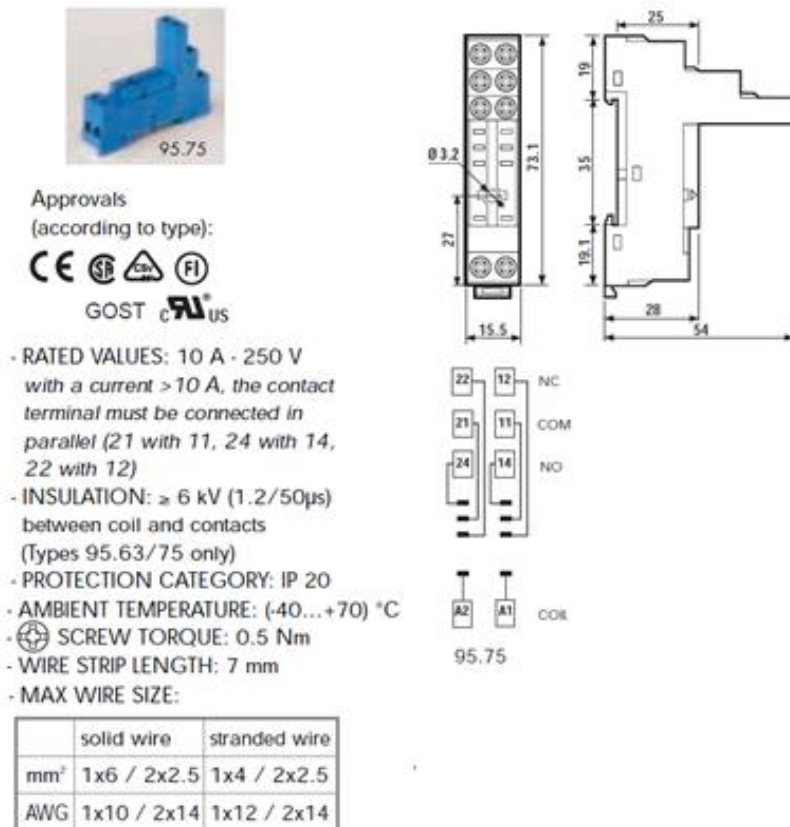 95.75
Approvals
(according to type):
CE
GOST c RU® US
- RATED VALUES: 10 A - 250 V
with a current >10 A, the contact
terminal must be connected in
parallel (21 with 11, 24 with 14,
22 with 12)
- INSULATION: ≥ 6 kV (1.2/50µs)
between coil and contacts
(Types 95.63/75 only)
- PROTECTION CATEGORY: IP 20
- AMBIENT TEMPERATURE: (-40...+70) °C
- SCREW TORQUE: 0.5 Nm
- WIRE STRIP LENGTH: 7 mm
- MAX WIRE SIZE:
solid wire stranded wire
mm² 1x6 / 2x2.5 1x4 / 2x2.5
AWG 1x10 / 2x14 1x12 / 2x14
25
19
Ø 3.2
73.1
35
27
19.1
28
15.5
54
22 12 NC
21 11 COM
24 14 NO
A2 A1 COIL
95.75